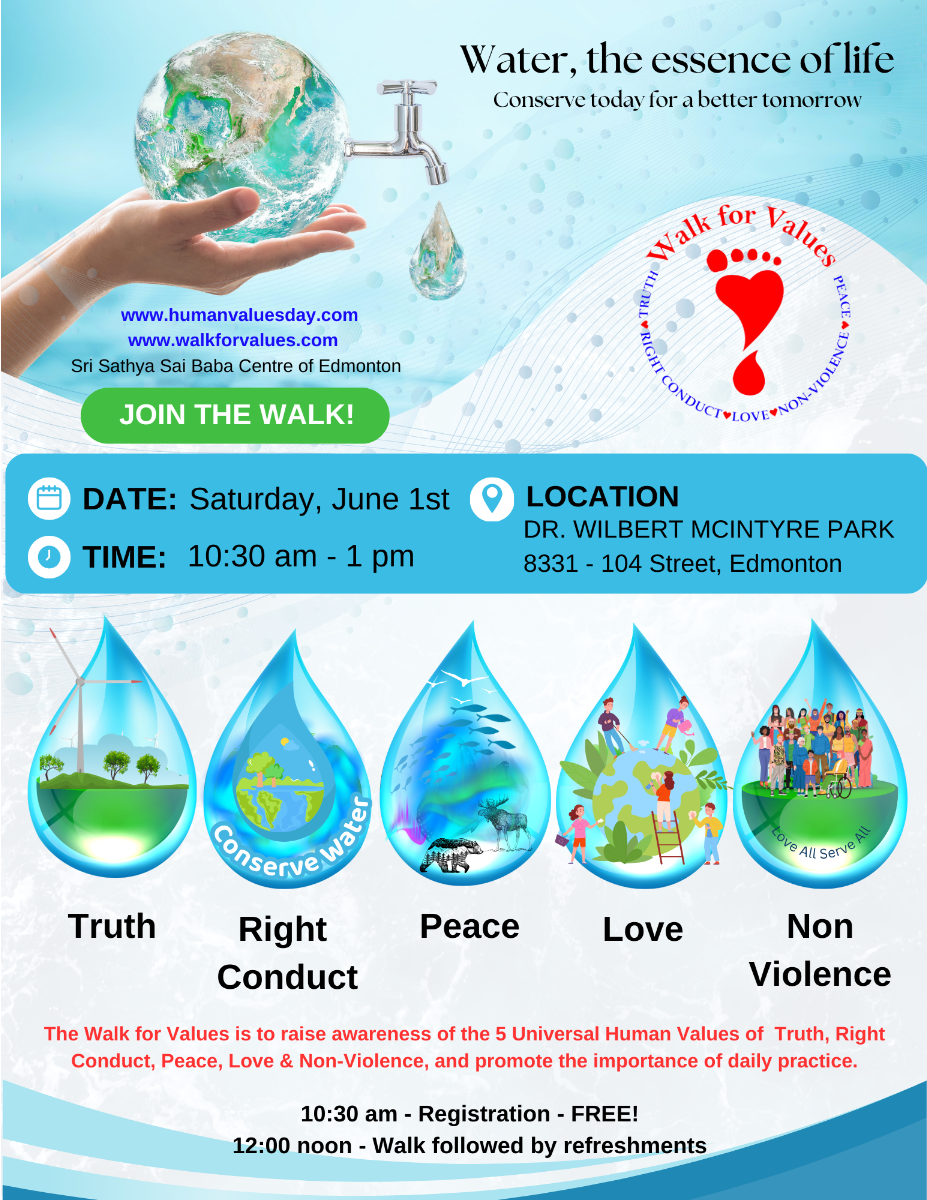 Water, the essence of life
Conserve today for a better tomorrow
Walk for Values
TRUTH ♥ RIGHT CONDUCT ♥ LOVE ♥ NON-VIOLENCE ♥ PEACE
www.humanvaluesday.com
www.walkforvalues.com
Sri Sathya Sai Baba Centre of Edmonton
JOIN THE WALK!
DATE: Saturday, June 1st
TIME: 10:30 am - 1 pm
LOCATION
DR. WILBERT MCINTYRE PARK
8331 - 104 Street, Edmonton
Conserve Water
Love All Serve All
Truth
Right
Conduct
Peace
Love
Non
Violence
The Walk for Values is to raise awareness of the 5 Universal Human Values of  Truth, Right
Conduct, Peace, Love & Non-Violence, and promote the importance of daily practice.
10:30 am - Registration - FREE!
12:00 noon - Walk followed by refreshments